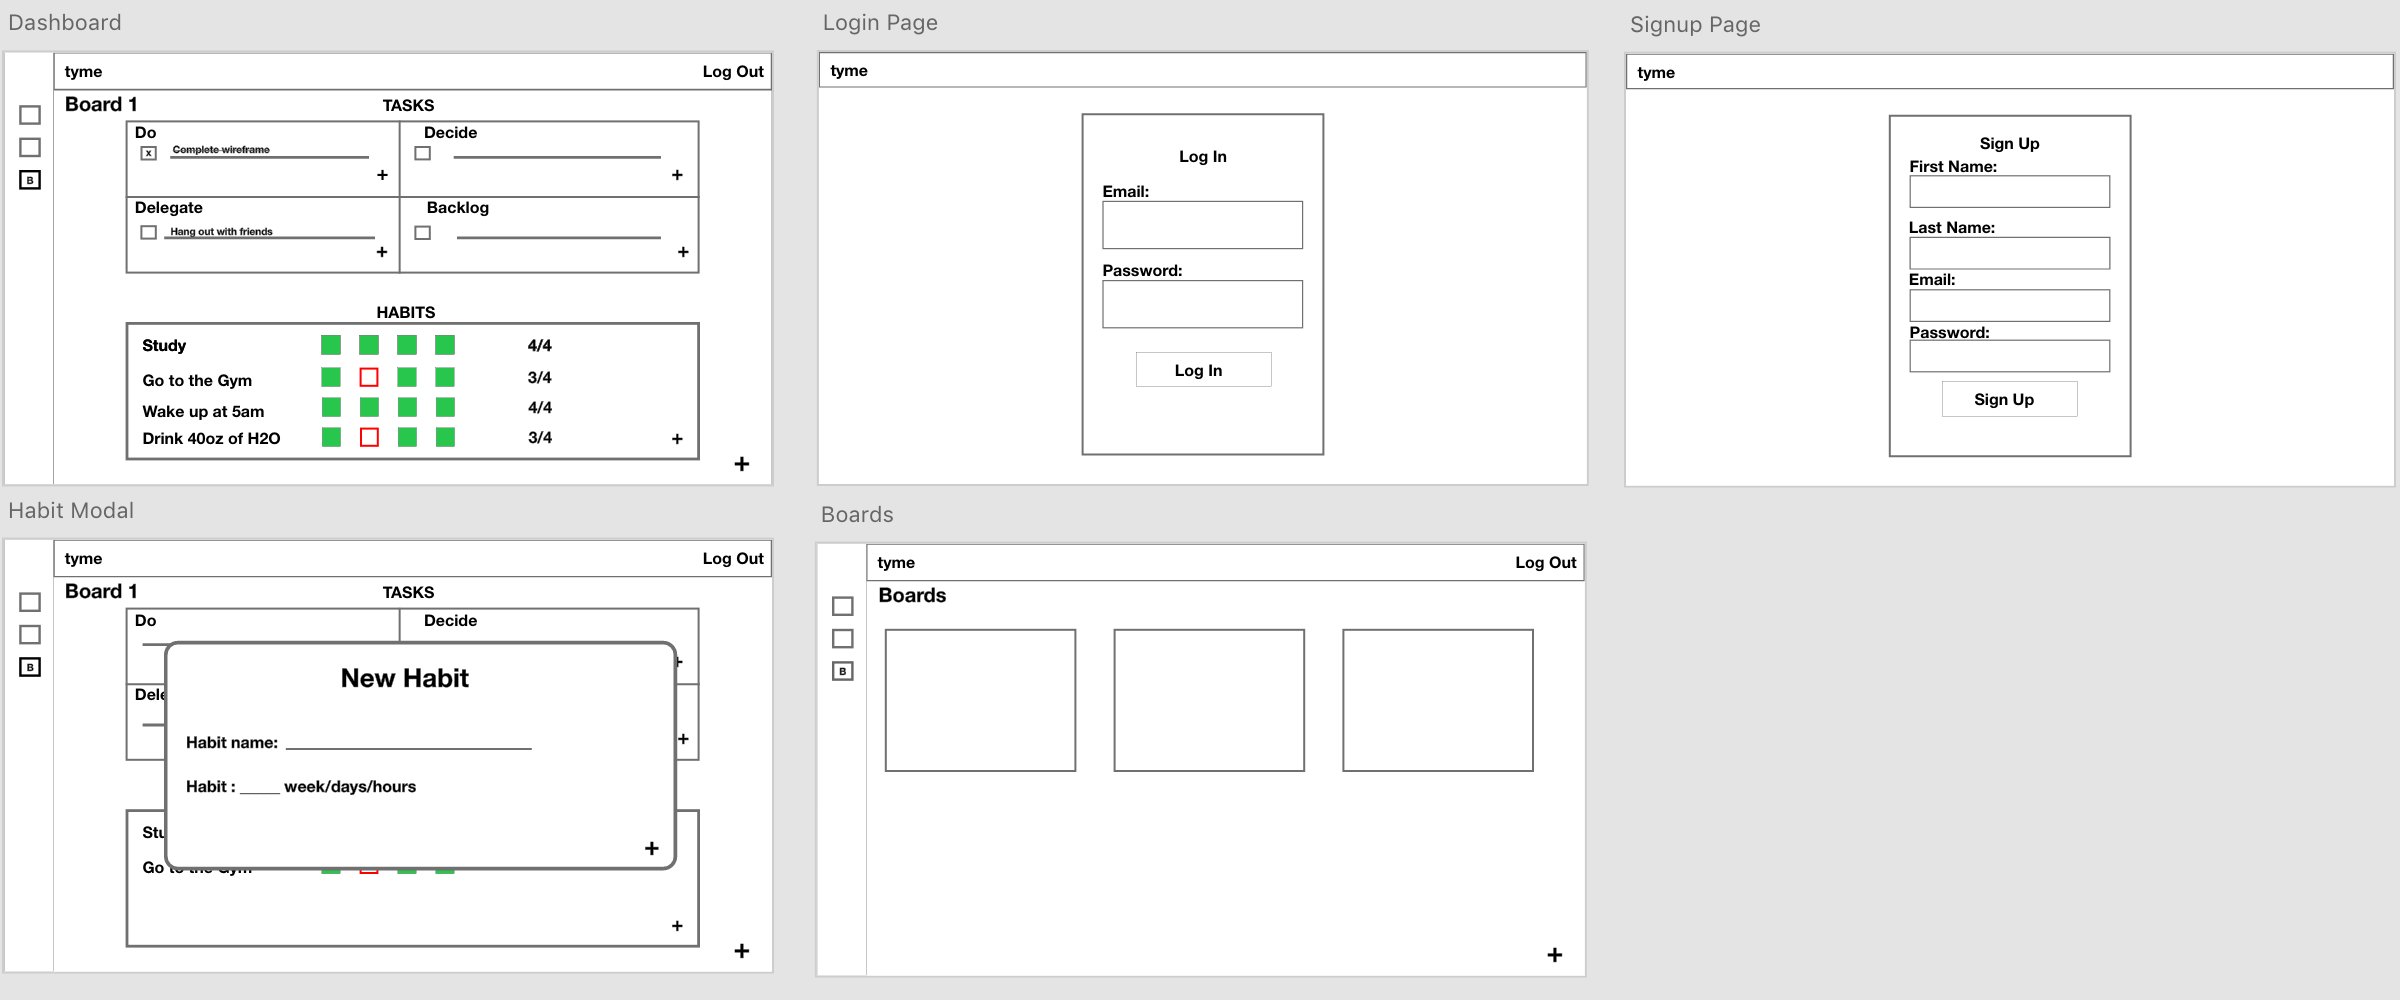 Dashboard
tyme Log Out
Board 1 TASKS
Do Decide
x Complete wireframe
+ +
Delegate Backlog
Hang out with friends
+ +
B
HABITS
Study 4/4
Go to the Gym 3/4
Wake up at 5am 4/4
Drink 40oz of H2O 3/4 +
+
Login Page
tyme
Log In
Email:
Password:
Log In
Signup Page
tyme
Sign Up
First Name:
Last Name:
Email:
Password:
Sign Up
Habit Modal
tyme Log Out
Board 1 TASKS
Do Decide
B
+
Dele
New Habit
Habit name:
+
Habit : ____ week/days/hours
Stu
+
Go to the Gym
+
+
Boards
tyme Log Out
Boards
B
+